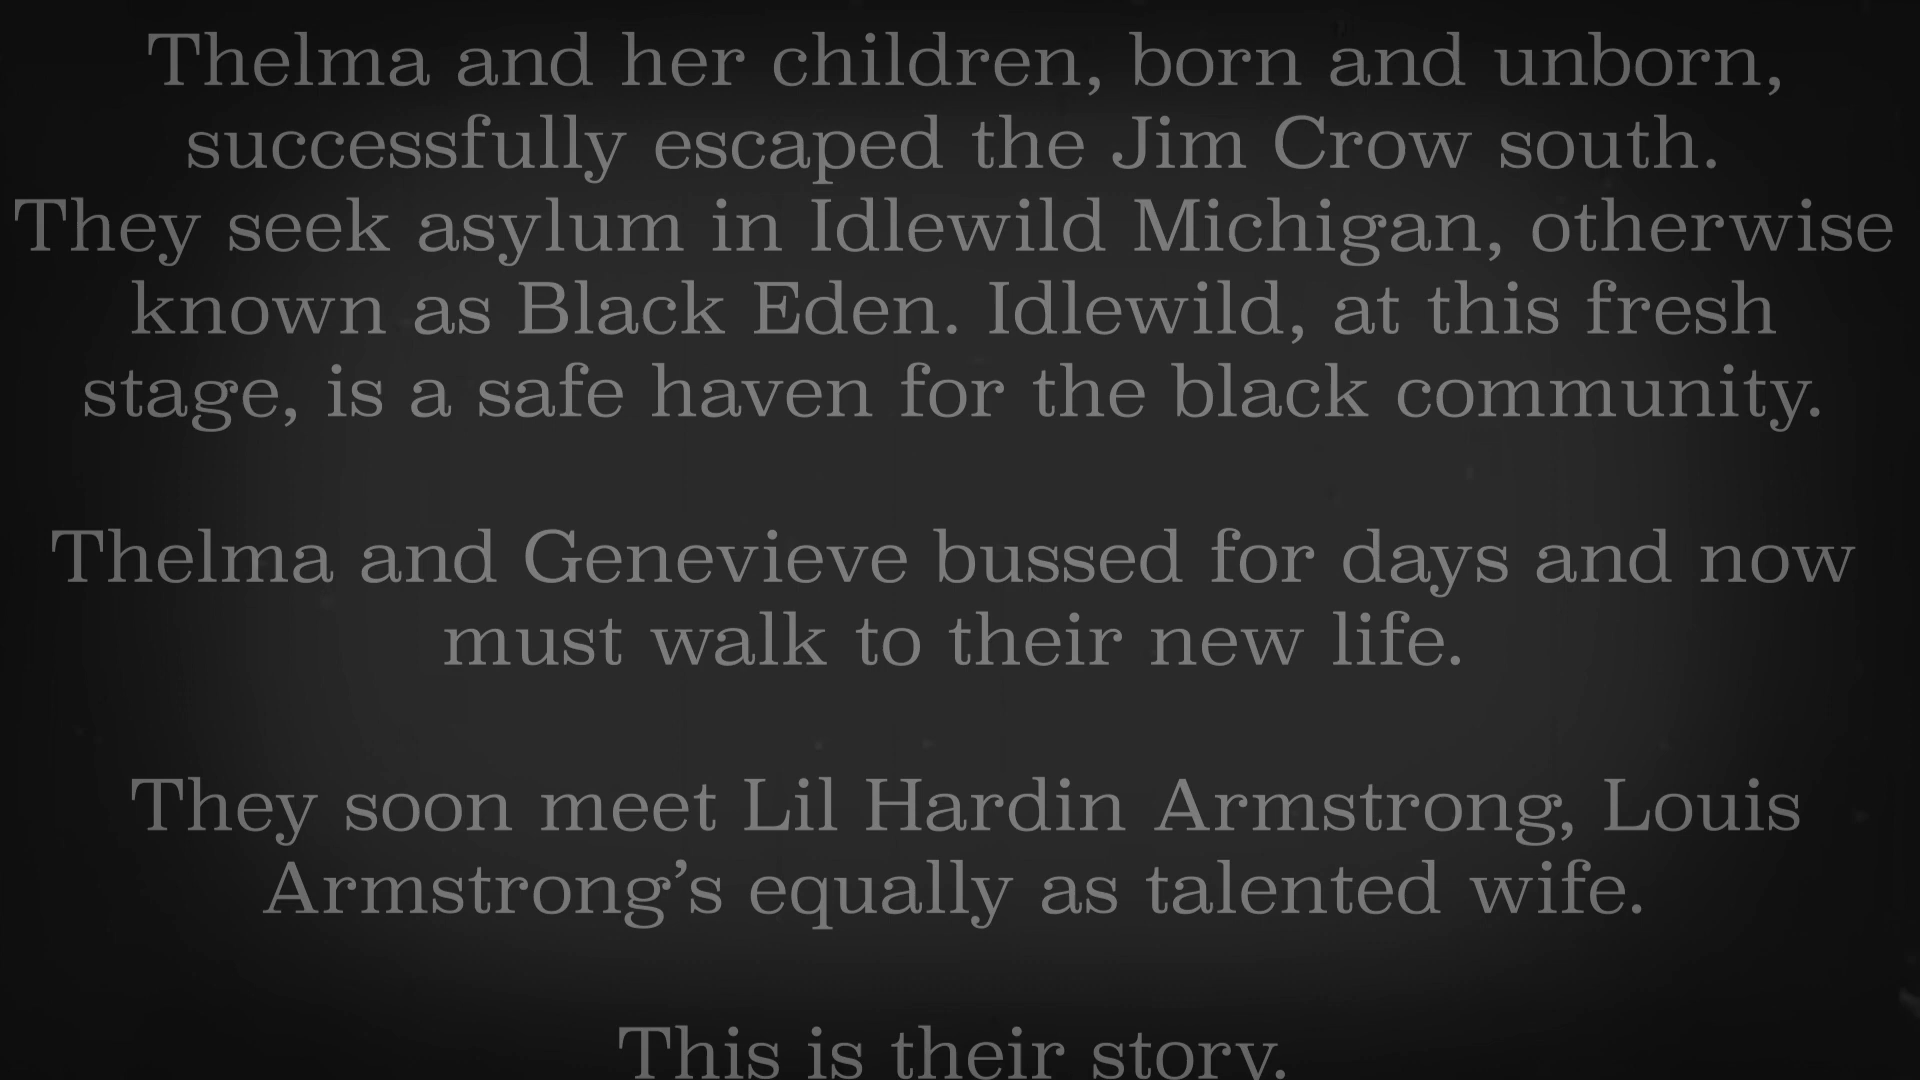 Thelma and her children, born and unborn,
successfully escaped the Jim Crow south.
They seek asylum in Idlewild Michigan, otherwise
known as Black Eden. Idlewild, at this fresh
stage, is a safe haven for the black community.
Thelma and Genevieve bussed for days and now
must walk to their new life.
They soon meet Lil Hardin Armstrong, Louis
Armstrong’s equally as talented wife.
This is their story.